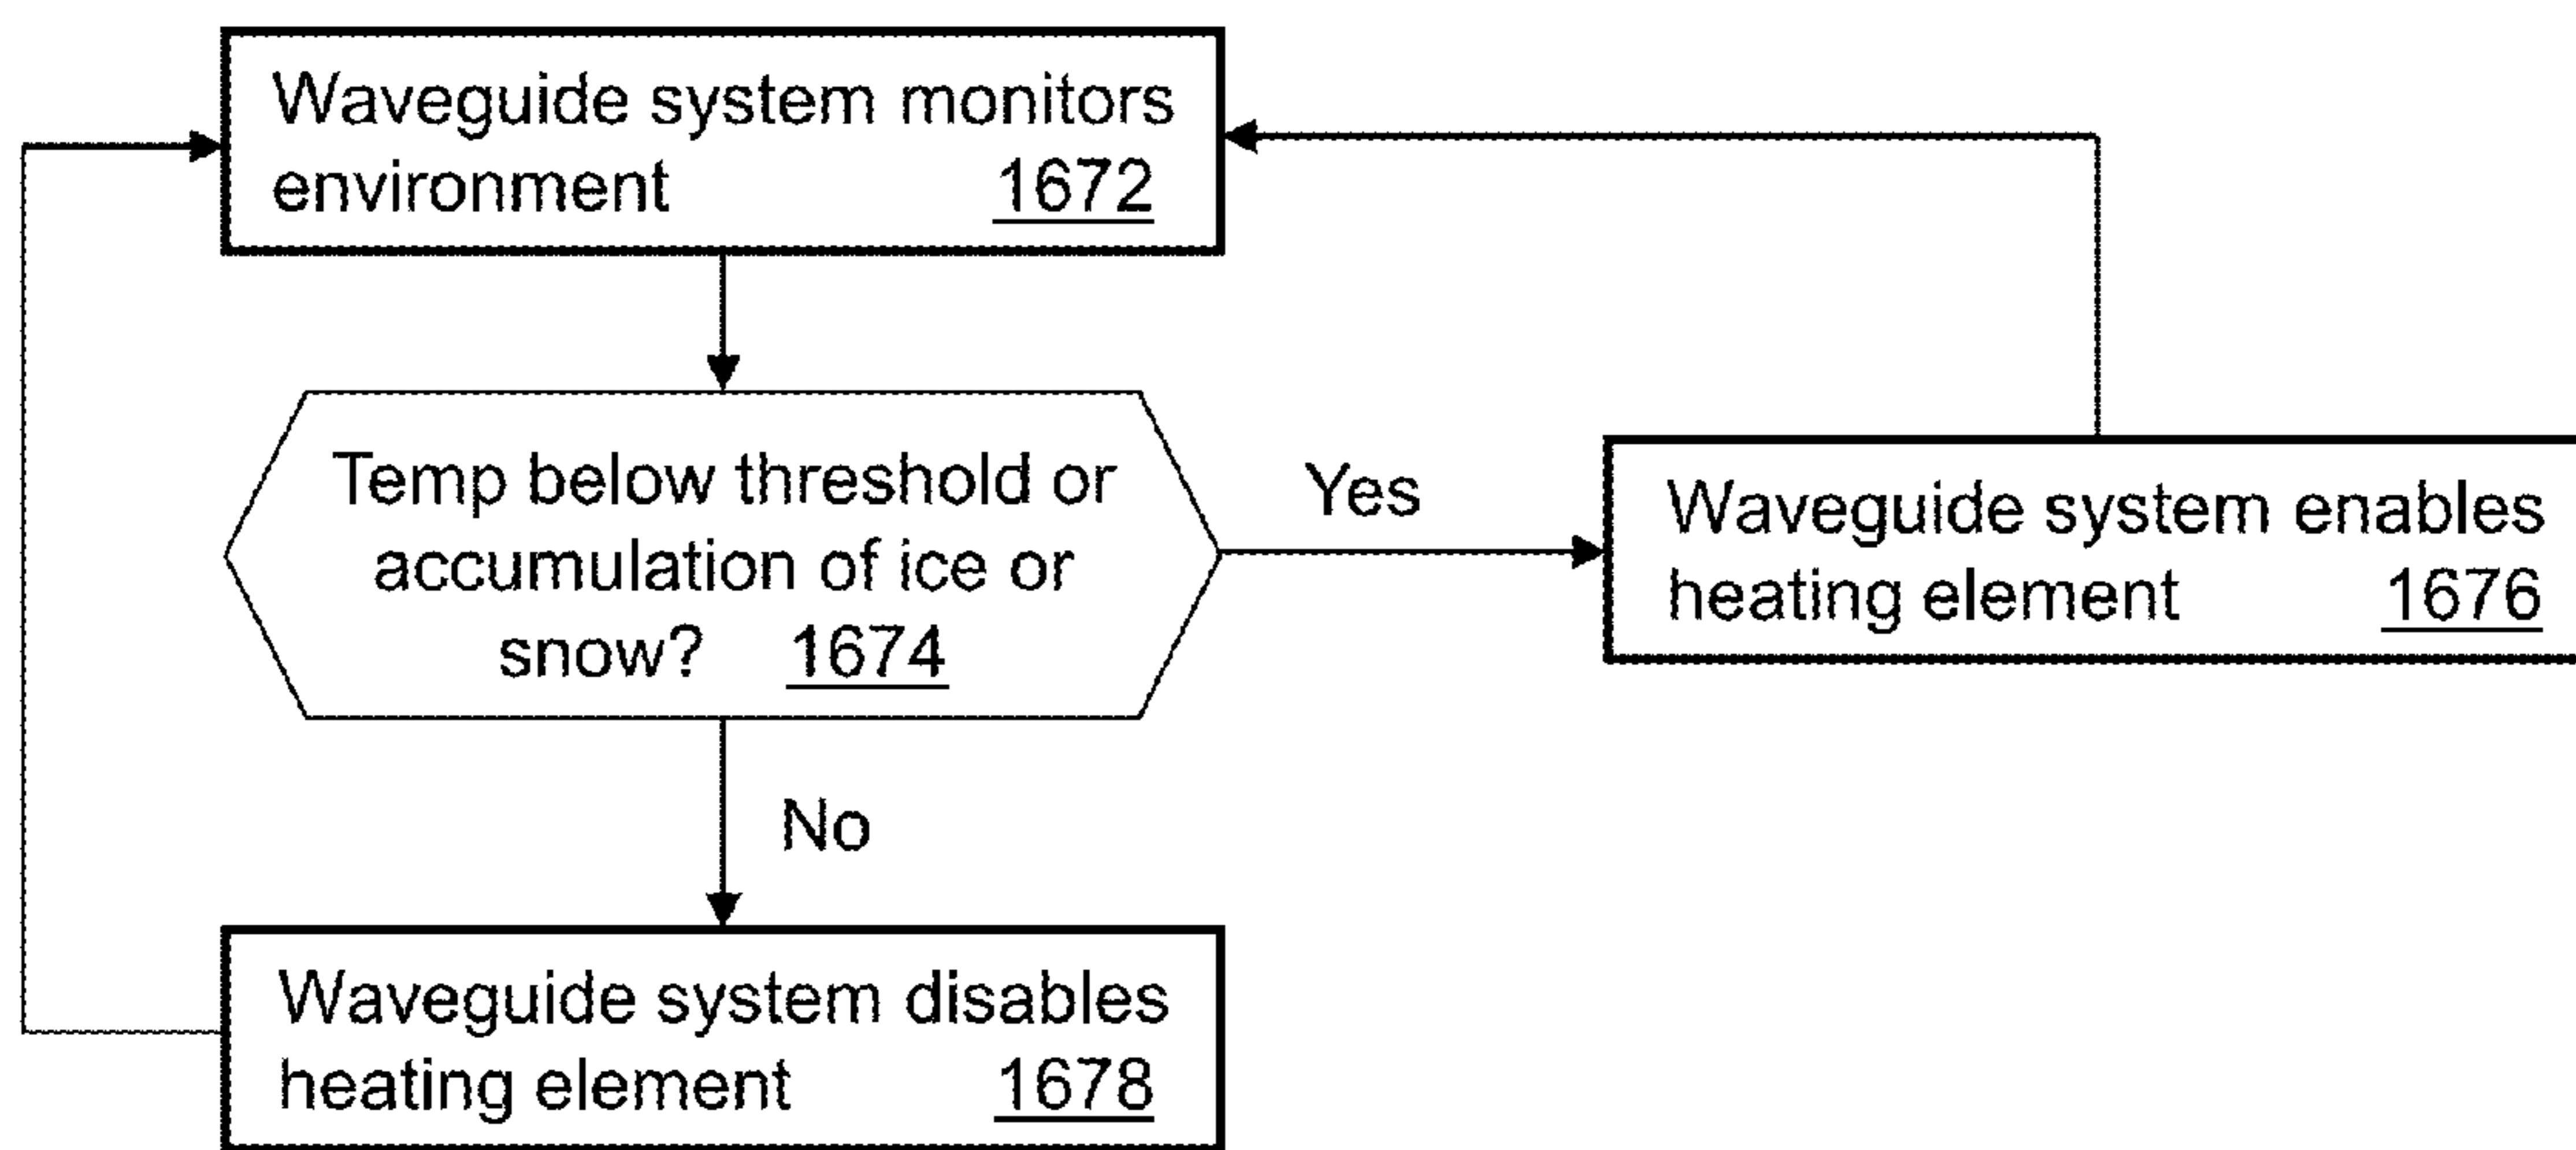 Waveguide system monitors
environment 1672
Temp below threshold or
accumulation of ice or
snow? 1674
Yes
Waveguide system enables
heating element 1676
No
Waveguide system disables
heating element 1678